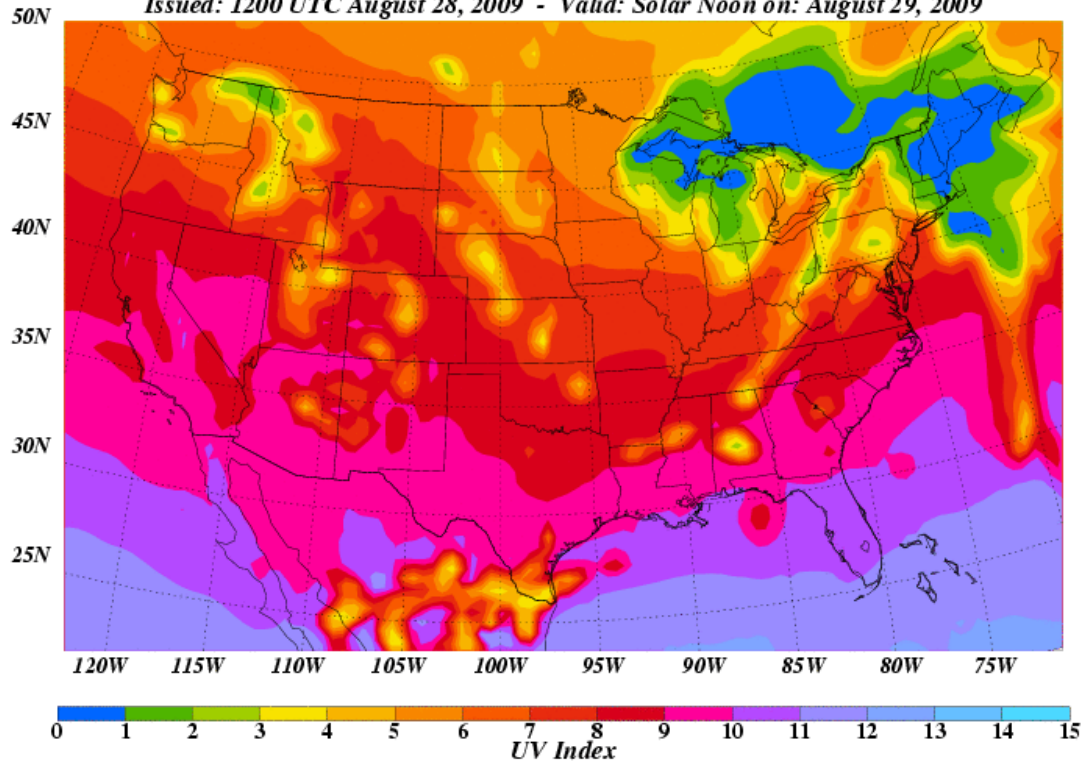 Issued: 1200 UTC August 28, 2009 - Valid: Solar Noon on: August 29, 2009
50N
45N
40N
35N
30N
25N
120W 115W 110W 105W 100W 95W 90W 85W 80W 75W
0 1 2 3 4 5 6 7 8 9 10 11 12 13 14 15
UV Index